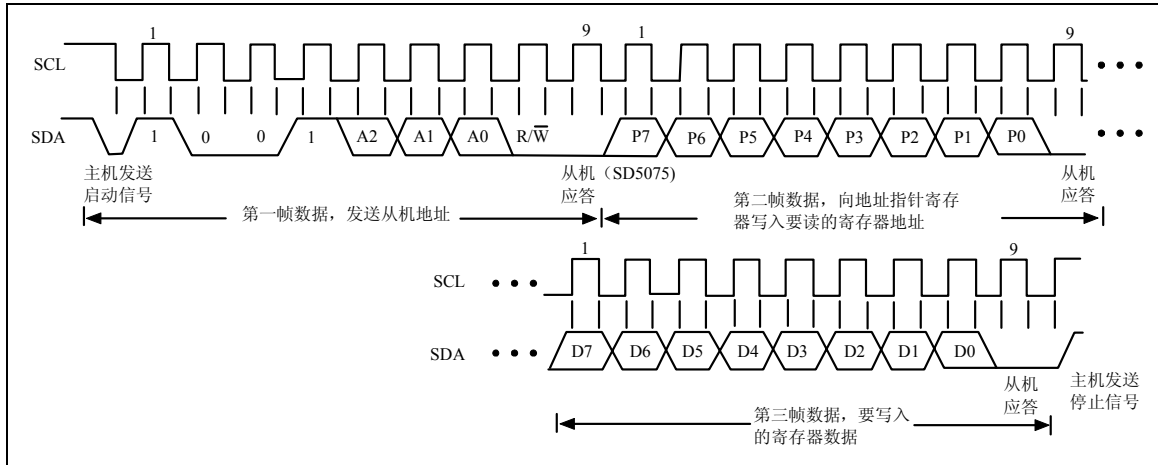 1 9 1 9
SCL
SDA 1 0 0 1 A2 A1 A0 R/W̅ P7 P6 P5 P4 P3 P2 P1 P0
主机发送
启动信号
从机（SD5075)
应答
从机
应答
第一帧数据，发送从机地址
第二帧数据，向地址指针寄存
器写入要读的寄存器地址
1 9
SCL
SDA D7 D6 D5 D4 D3 D2 D1 D0
从机
应答
主机发送
停止信号
第三帧数据，要写入
的寄存器数据